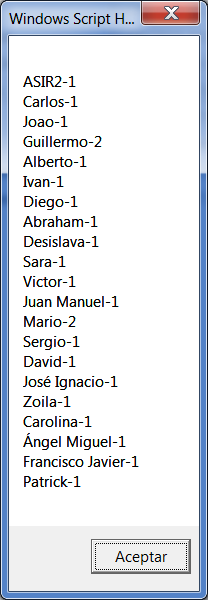 Windows Script H...
ASIR2-1
Carlos-1
Joao-1
Guillermo-2
Alberto-1
Ivan-1
Diego-1
Abraham-1
Desislava-1
Sara-1
Victor-1
Juan Manuel-1
Mario-2
Sergio-1
David-1
José Ignacio-1
Zoila-1
Carolina-1
Ángel Miguel-1
Francisco Javier-1
Patrick-1
Aceptar